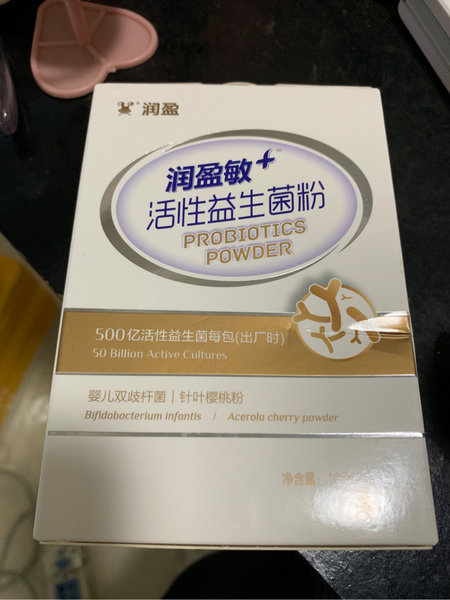 润盈
润盈敏+™
活性益生菌粉
PROBIOTICS
POWDER
500亿活性益生菌每包(出厂时)
50 Billion Active Cultures
婴儿双歧杆菌|针叶樱桃粉
Bifidobacterium infantis / Acerola cherry powder
净含量: